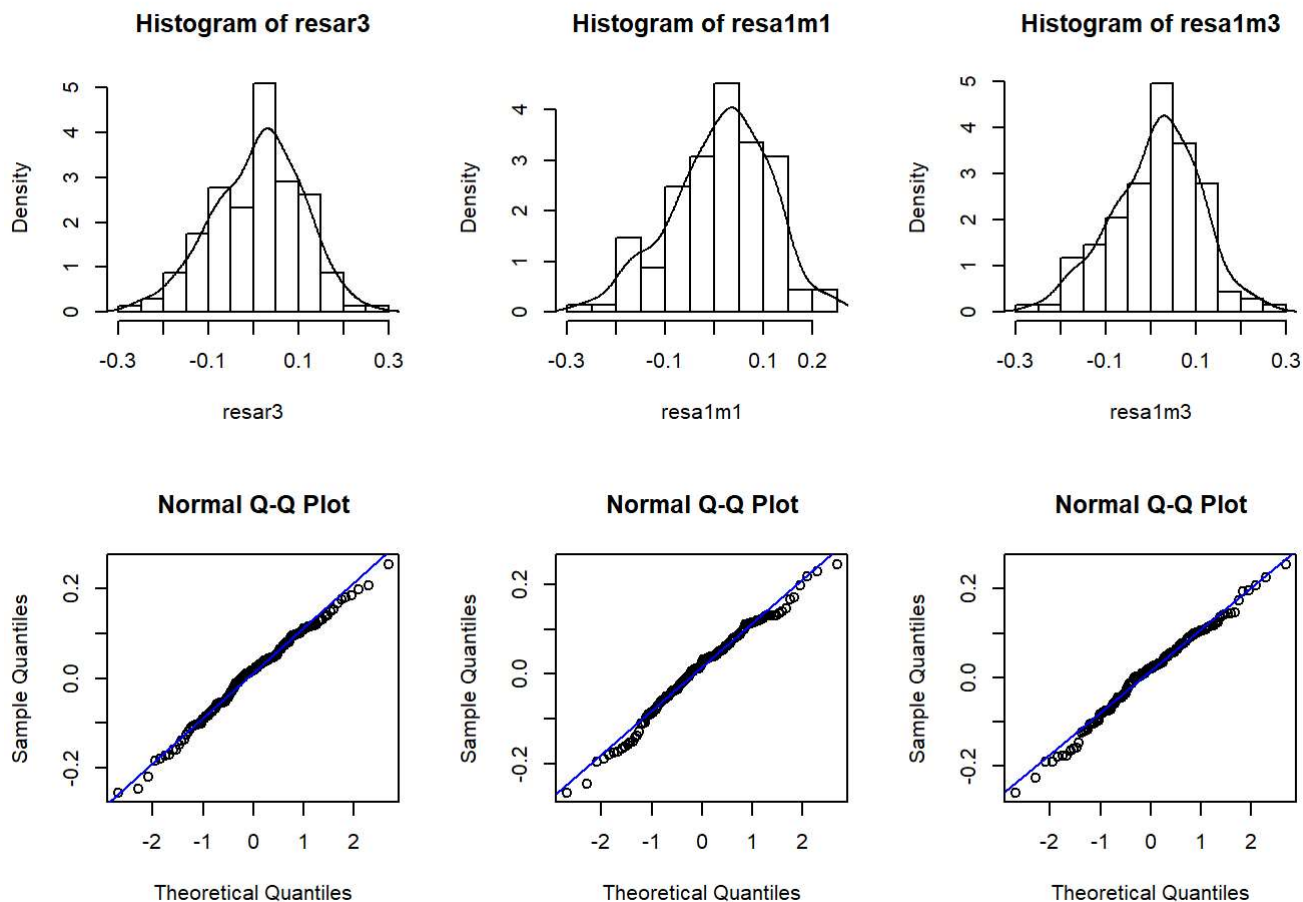 Histogram of resar3
Density
0
1
2
3
4
5
-0.3
-0.1
0.1
0.3
resar3
Histogram of resa1m1
Density
0
1
2
3
4
-0.3
-0.1
0.1
0.2
resa1m1
Histogram of resa1m3
Density
0
1
2
3
4
5
-0.3
-0.1
0.1
0.3
resa1m3
Normal Q-Q Plot
Sample Quantiles
-0.2
0.0
0.2
-2
-1
0
1
2
Theoretical Quantiles
Normal Q-Q Plot
Sample Quantiles
-0.2
0.0
0.2
-2
-1
0
1
2
Theoretical Quantiles
Normal Q-Q Plot
Sample Quantiles
-0.2
0.0
0.2
-2
-1
0
1
2
Theoretical Quantiles